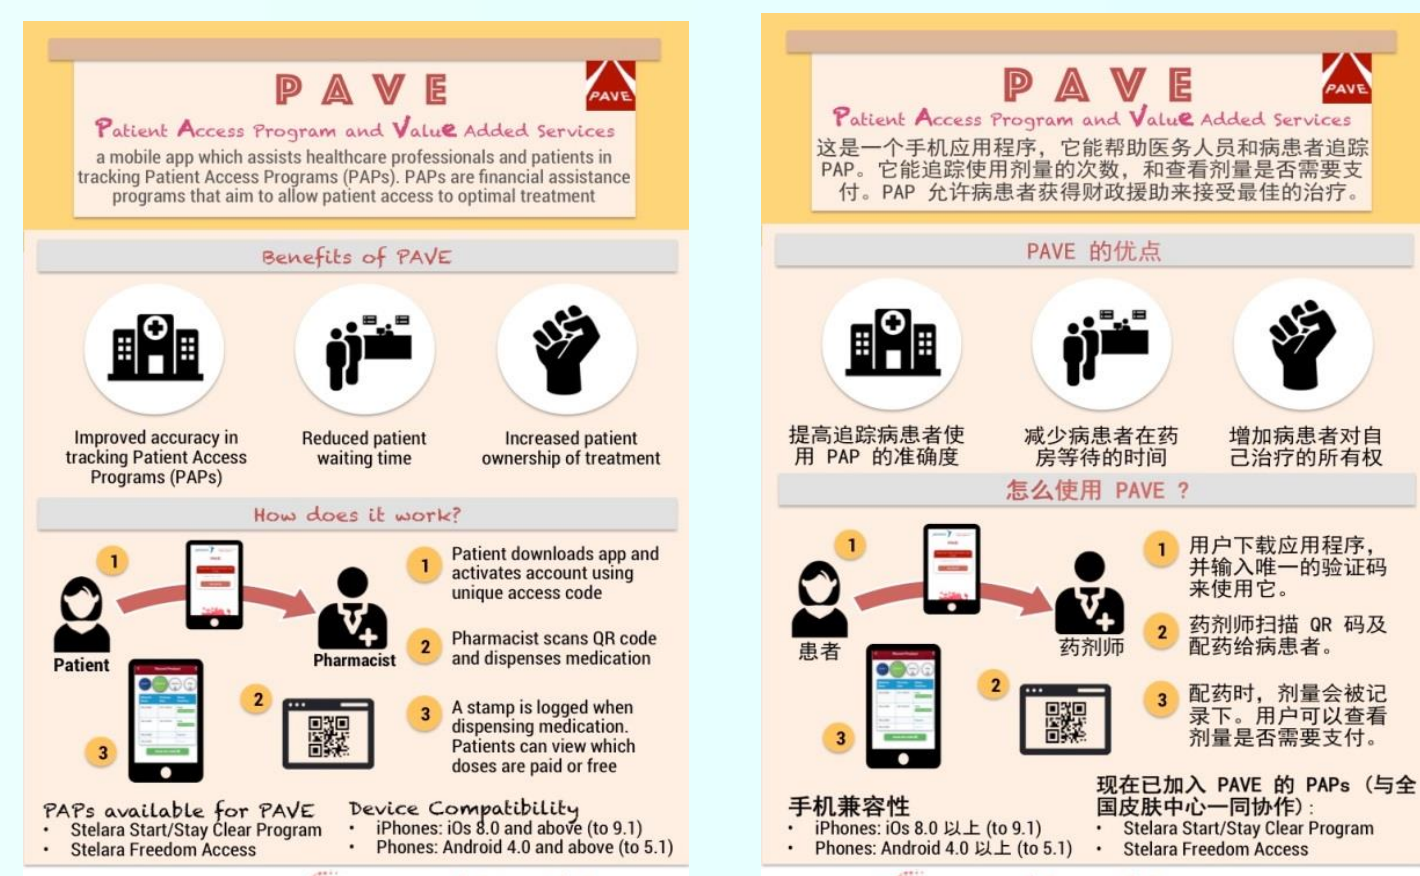 PAVE
PAVE
Patient Access Program and Value Added Services
a mobile app which assists healthcare professionals and patients in
tracking Patient Access Programs (PAPs). PAPs are financial assistance
programs that aim to allow patient access to optimal treatment
Benefits of PAVE
Improved accuracy in
tracking Patient Access
Programs (PAPs)
Reduced patient
waiting time
Increased patient
ownership of treatment
How does it work?
1
Patient
Pharmacist
2
3
1 Patient downloads app and
activates account using
unique access code
2 Pharmacist scans QR code
and dispenses medication
3 A stamp is logged when
dispensing medication.
Patients can view which
doses are paid or free
PAPs available for PAVE
• Stelara Start/Stay Clear Program
• Stelara Freedom Access
Device Compatibility
• iPhones: iOs 8.0 and above (to 9.1)
• Phones: Android 4.0 and above (to 5.1)
PAVE
PAVE
Patient Access Program and Value Added Services
这是一个手机应用程序，它能帮助医务人员和病患者追踪
PAP。它能追踪使用剂量的次数，和查看剂量是否需要支
付。PAP 允许病患者获得财政援助来接受最佳的治疗。
PAVE 的优点
提高追踪病患者使
用 PAP 的准确度
减少病患者在药
房等待的时间
增加病患者对自
己治疗的所有权
怎么使用 PAVE ?
1
患者
药剂师
2
3
1 用户下载应用程序，
并输入唯一的验证码
来使用它。
2 药剂师扫描 QR 码及
配药给病患者。
3 配药时，剂量会被记
录下。用户可以查看
剂量是否需要支付。
手机兼容性
• iPhones: iOs 8.0 以上 (to 9.1)
• Phones: Android 4.0 以上 (to 5.1)
现在已加入 PAVE 的 PAPs (与全
国皮肤中心一同协作):
• Stelara Start/Stay Clear Program
• Stelara Freedom Access